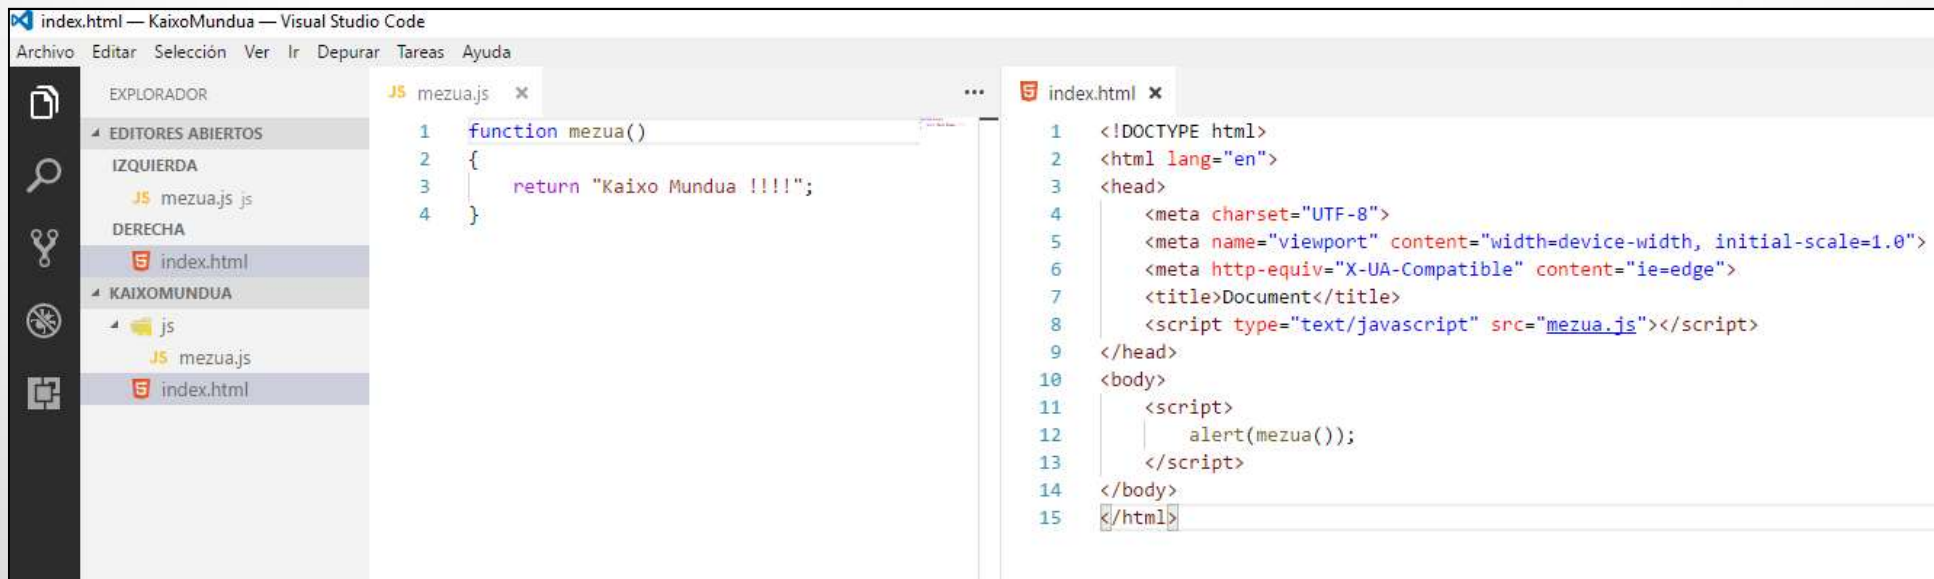 index.html — KaixoMundua — Visual Studio Code
Archivo Editar Selección Ver Ir Depurar Tareas Ayuda
EXPLORADOR
EDITORES ABIERTOS
IZQUIERDA
JS mezua.js js
DERECHA
index.html
KAIXOMUNDUA
js
JS mezua.js
index.html
JS mezua.js ×
1 function mezua()
2 {
3 return "Kaixo Mundua !!!!";
4 }
index.html ×
1 <!DOCTYPE html>
2 <html lang="en">
3 <head>
4 <meta charset="UTF-8">
5 <meta name="viewport" content="width=device-width, initial-scale=1.0">
6 <meta http-equiv="X-UA-Compatible" content="ie=edge">
7 <title>Document</title>
8 <script type="text/javascript" src="mezua.js"></script>
9 </head>
10 <body>
11 <script>
12 alert(mezua());
13 </script>
14 </body>
15 </html>